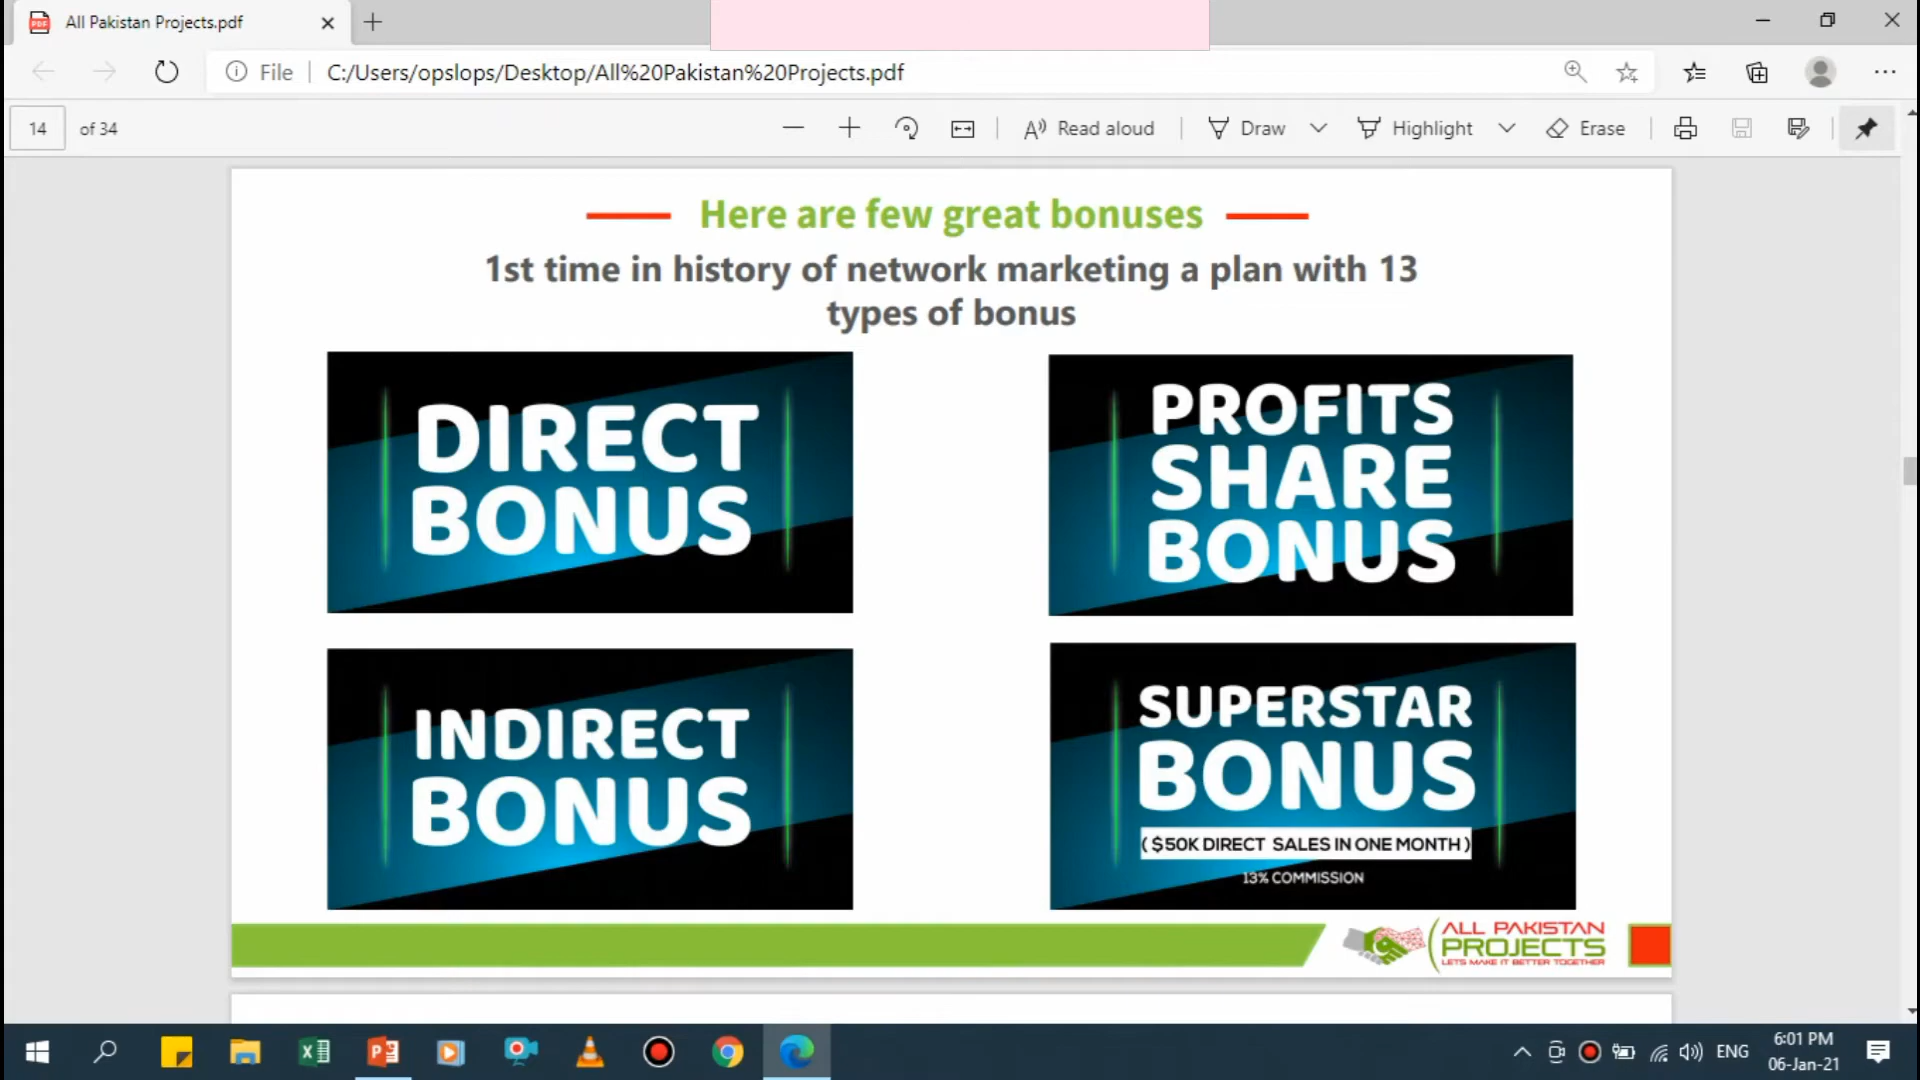 All Pakistan Projects.pdf
File
C:/Users/opslops/Desktop/All%20Pakistan%20Projects.pdf
14
of 34
Read aloud
Draw
Highlight
Erase
Here are few great bonuses
1st time in history of network marketing a plan with 13
types of bonus
DIRECT
BONUS
PROFITS
SHARE
BONUS
INDIRECT
BONUS
SUPERSTAR
BONUS
( $50K DIRECT SALES IN ONE MONTH )
13% COMMISSION
ALL PAKISTAN
PROJECTS
LETS MAKE IT BETTER TOGETHER
ENG
6:01 PM
06-Jan-21